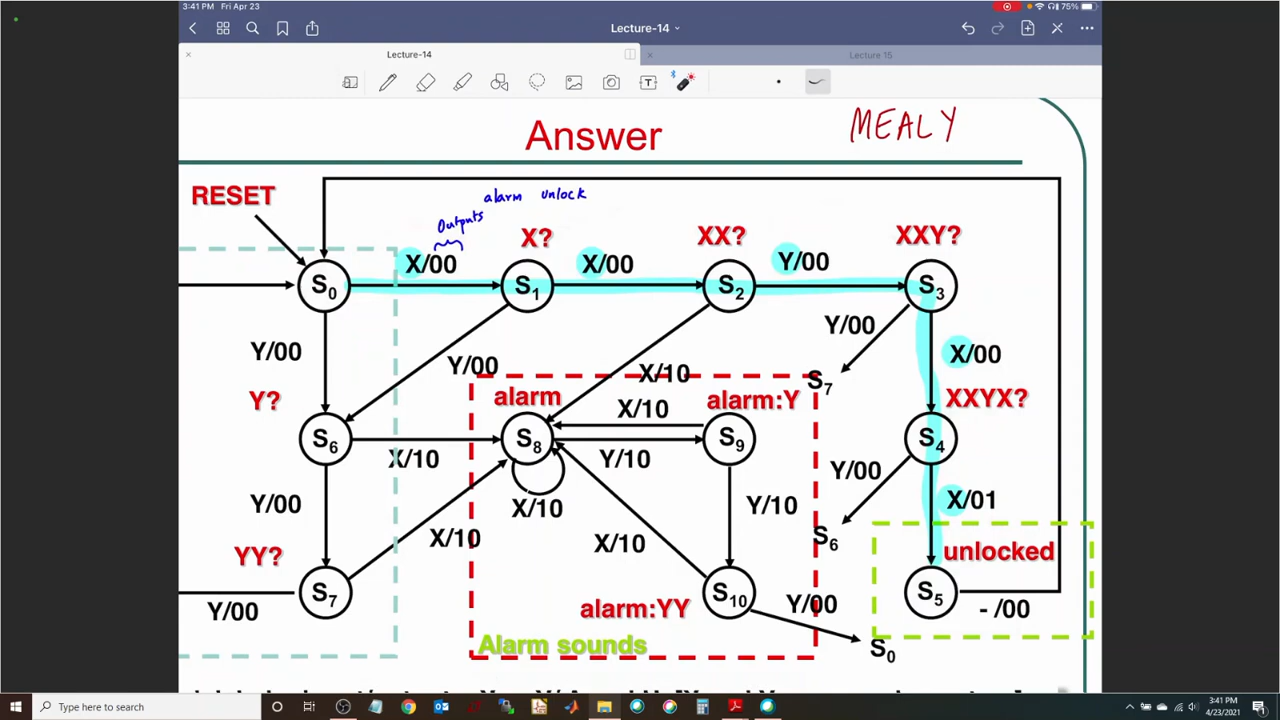 3:41 PM Fri Apr 23
75%
Lecture-14
Lecture-14
Lecture 15
MEALY
Answer
RESET
alarm unlock
Outputs
X? XX? XXY?
X/00 X/00 Y/00
S0 S1 S2 S3
Y/00 Y/00 X/10 Y/00 X/00
S7
Y? alarm X/10 alarm:Y XXYX?
S6 S8 S9 S4
X/10 Y/10 Y/00
Y/00 X/10 Y/10 X/01
S6
YY? X/10 X/10 unlocked
S7 S10 S5
Y/00 alarm:YY Y/00 - /00
Alarm sounds S0
Type here to search
3:41 PM
4/23/2021